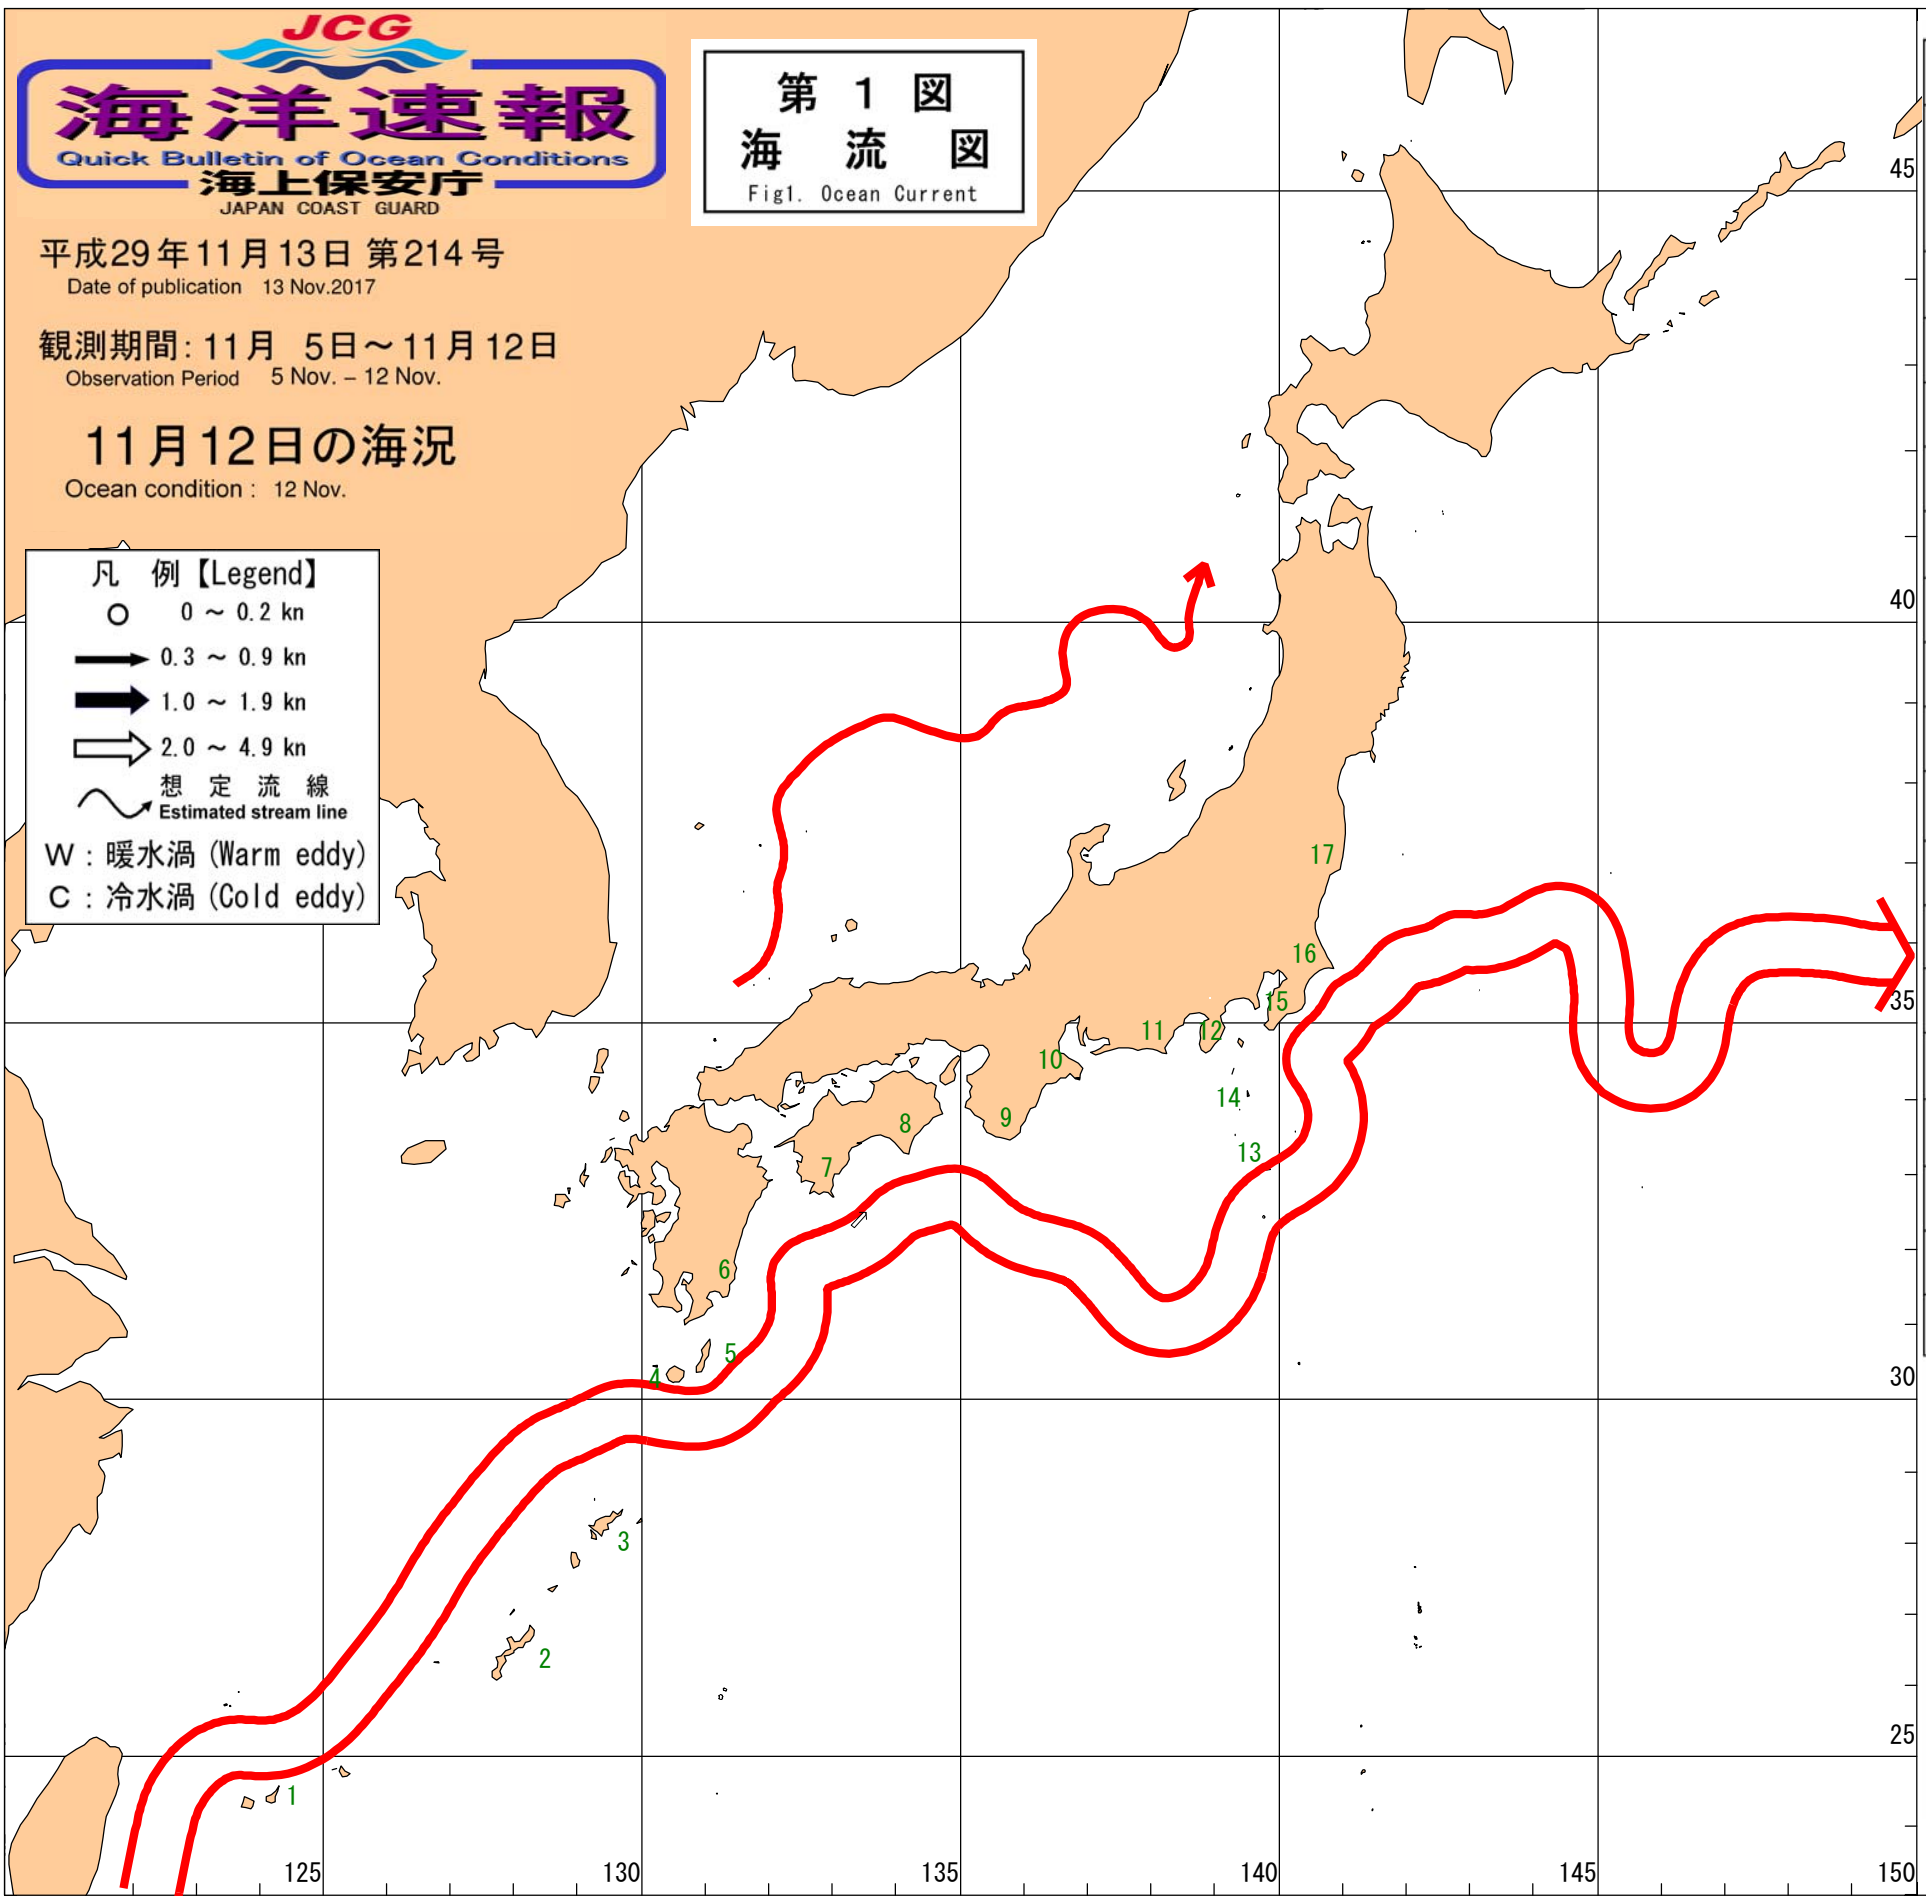 JCG
海洋速報
Quick Bulletin of Ocean Conditions
海上保安庁
JAPAN COAST GUARD
第 1 図
海 流 図
Fig1. Ocean Current
平成29年11月13日 第214号
Date of publication 13 Nov.2017
観測期間: 11月 5日～11月12日
Observation Period 5 Nov. – 12 Nov.
11月12日の海況
Ocean condition : 12 Nov.
凡 例【Legend】
0 ～ 0.2 kn
0.3 ～ 0.9 kn
1.0 ～ 1.9 kn
2.0 ～ 4.9 kn
想 定 流 線
Estimated stream line
W : 暖水渦 (Warm eddy)
C : 冷水渦 (Cold eddy)
45
40
35
30
25
17
16
15
12
11
10
14
13
9
8
7
6
5
4
3
2
1
125
130
135
140
145
150